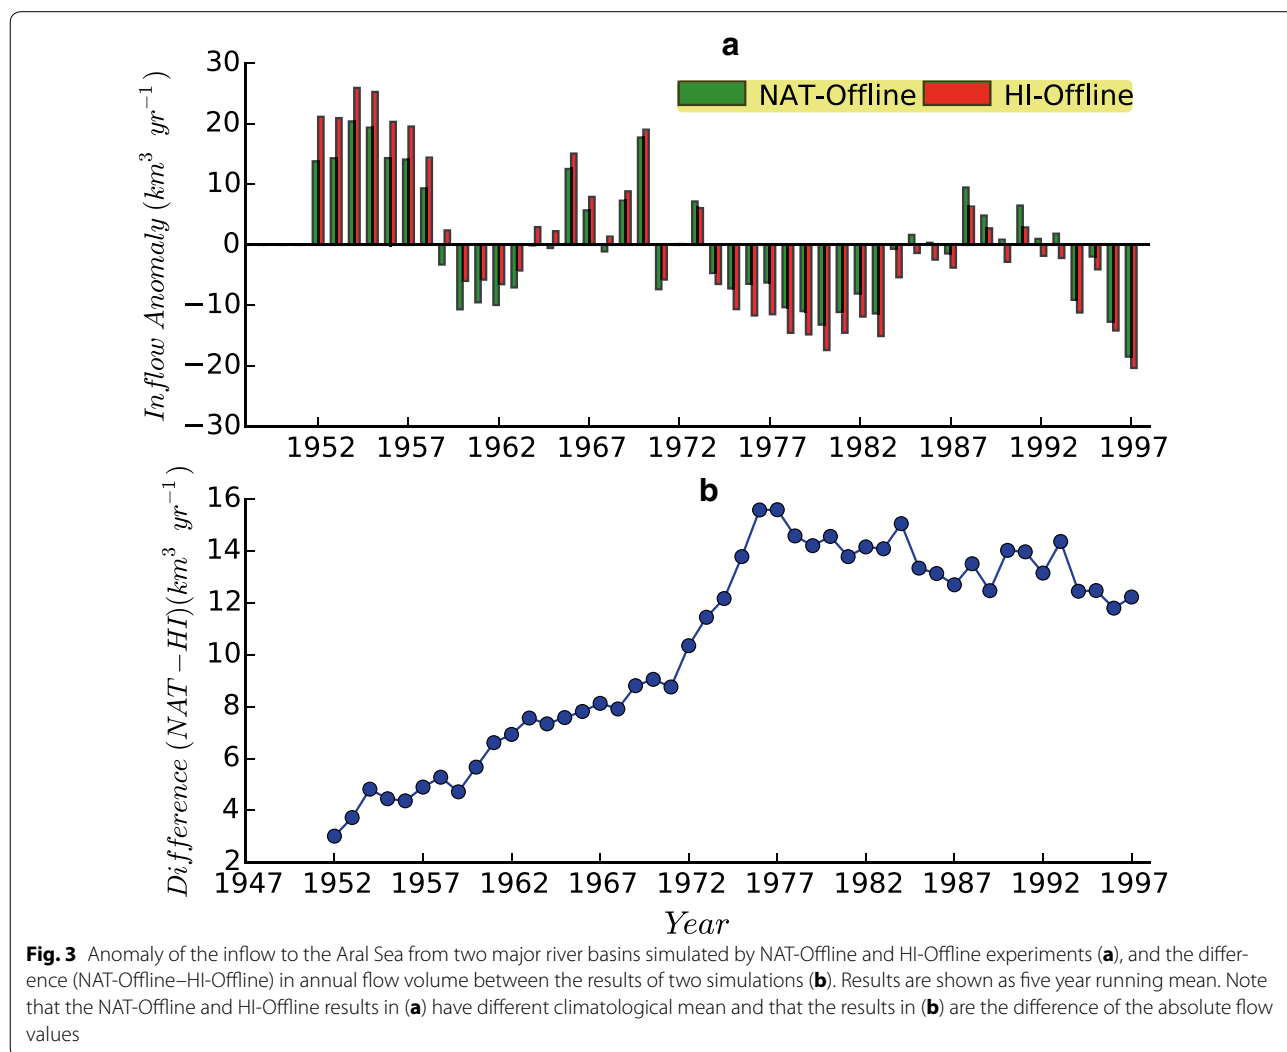 a
30
20
10
0
−10
−20
−30
Inflow Anomaly (km³ yr⁻¹)
NAT-Offline HI-Offline
1952 1957 1962 1967 1972 1977 1982 1987 1992 1997
b
16
14
12
10
8
6
4
2
Difference (NAT−HI)(km³ yr⁻¹)
1947 1952 1957 1962 1967 1972 1977 1982 1987 1992 1997
Year
Fig. 3 Anomaly of the inflow to the Aral Sea from two major river basins simulated by NAT-Offline and HI-Offline experiments (a), and the differ-
ence (NAT-Offline–HI-Offline) in annual flow volume between the results of two simulations (b). Results are shown as five year running mean. Note
that the NAT-Offline and HI-Offline results in (a) have different climatological mean and that the results in (b) are the difference of the absolute flow
values